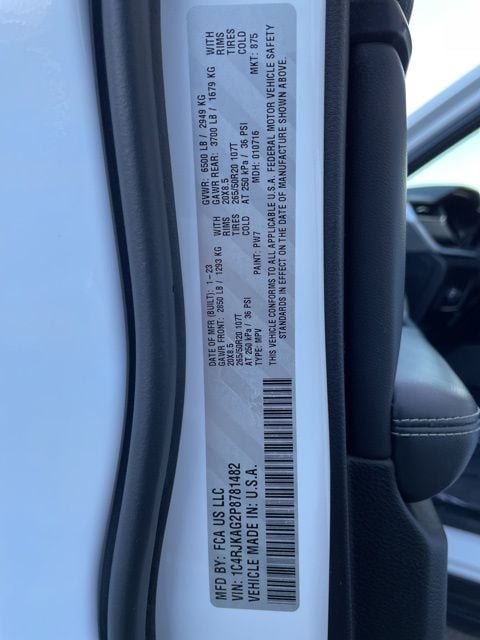 MFD BY: FCA US LLC
DATE OF MFR (BUILT): 1-23
GVWR: 6500 LB / 2949 KG
GAWR FRONT: 2850 LB / 1293 KG WITH
GAWR REAR: 3700 LB / 1679 KG WITH
20X8.5 RIMS
20X8.5 RIMS
265/50R20 107T TIRES
265/50R20 107T TIRES
AT 250 kPa / 36 PSI COLD
AT 250 kPa / 36 PSI COLD
VIN: 1C4RJKAG2P8781482
TYPE: MPV PAINT: PW7 MDH: 010716 MKT: 875
VEHICLE MADE IN: U.S.A.
THIS VEHICLE CONFORMS TO ALL APPLICABLE U.S.A. FEDERAL MOTOR VEHICLE SAFETY
STANDARDS IN EFFECT ON THE DATE OF MANUFACTURE SHOWN ABOVE.